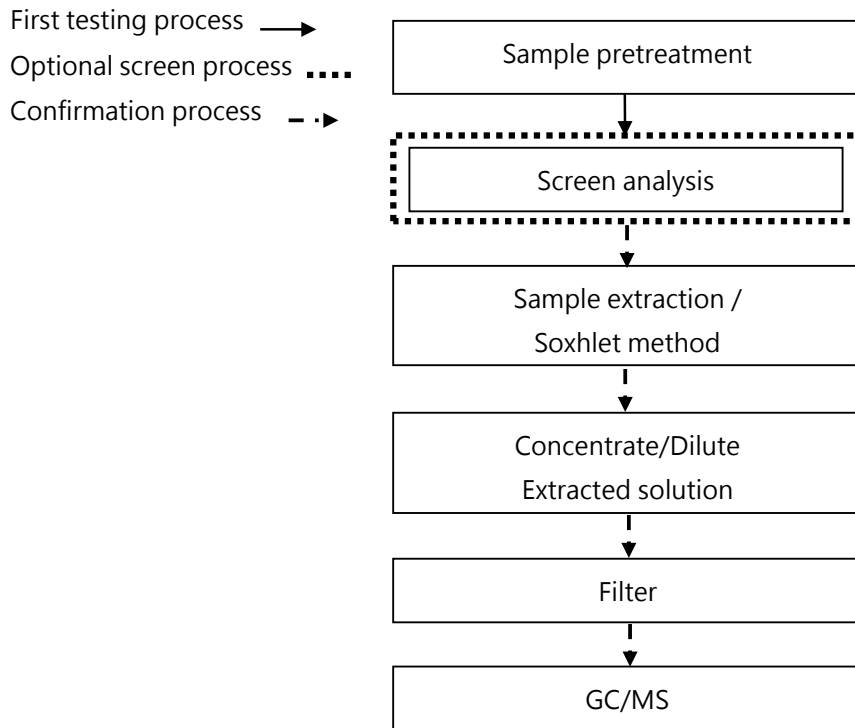 First testing process
Optional screen process
Confirmation process
Sample pretreatment
Screen analysis
Sample extraction /
Soxhlet method
Concentrate/Dilute
Extracted solution
Filter
GC/MS